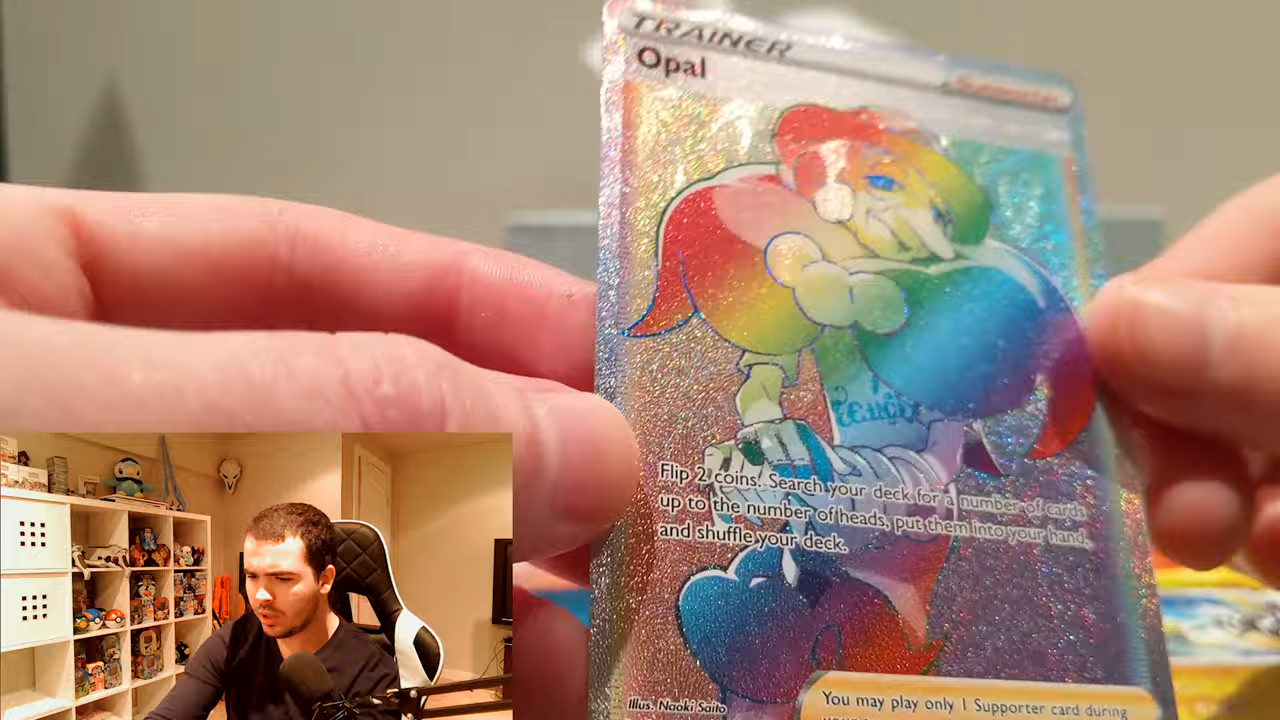 TRAINER
Supporter
Opal
Flip 2 coins. Search your deck for a number of cards
up to the number of heads, put them into your hand,
and shuffle your deck.
Illus. Naoki Saito
You may play only 1 Supporter card during